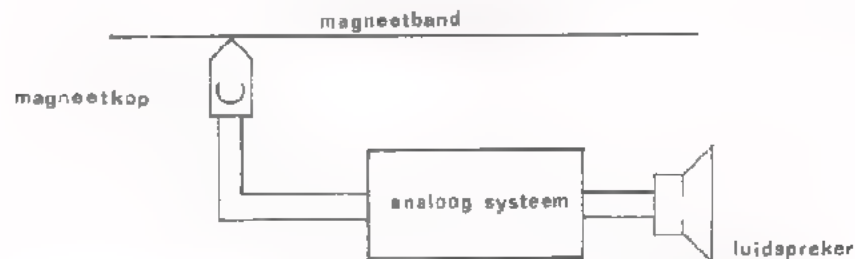 magneetband
magneetkop
analoog systeem
luidspreker